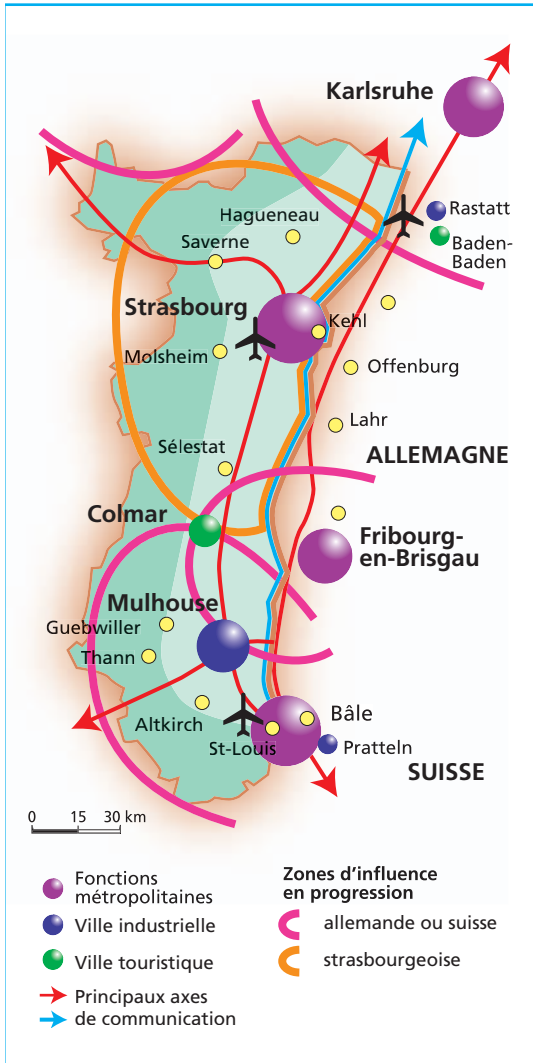 Karlsruhe
Rastatt
Hagueneau
Baden-
Baden
Saverne
Strasbourg
Kehl
Molsheim
Offenburg
Lahr
Sélestat
ALLEMAGNE
Colmar
Fribourg-
en-Brisgau
Mulhouse
Guebwiller
Thann
Altkirch
Bâle
St-Louis
Pratteln
SUISSE
0 15 30 km
Fonctions
métropolitaines
Ville industrielle
Ville touristique
Principaux axes
de communication
Zones d'influence
en progression
allemande ou suisse
strasbourgeoise